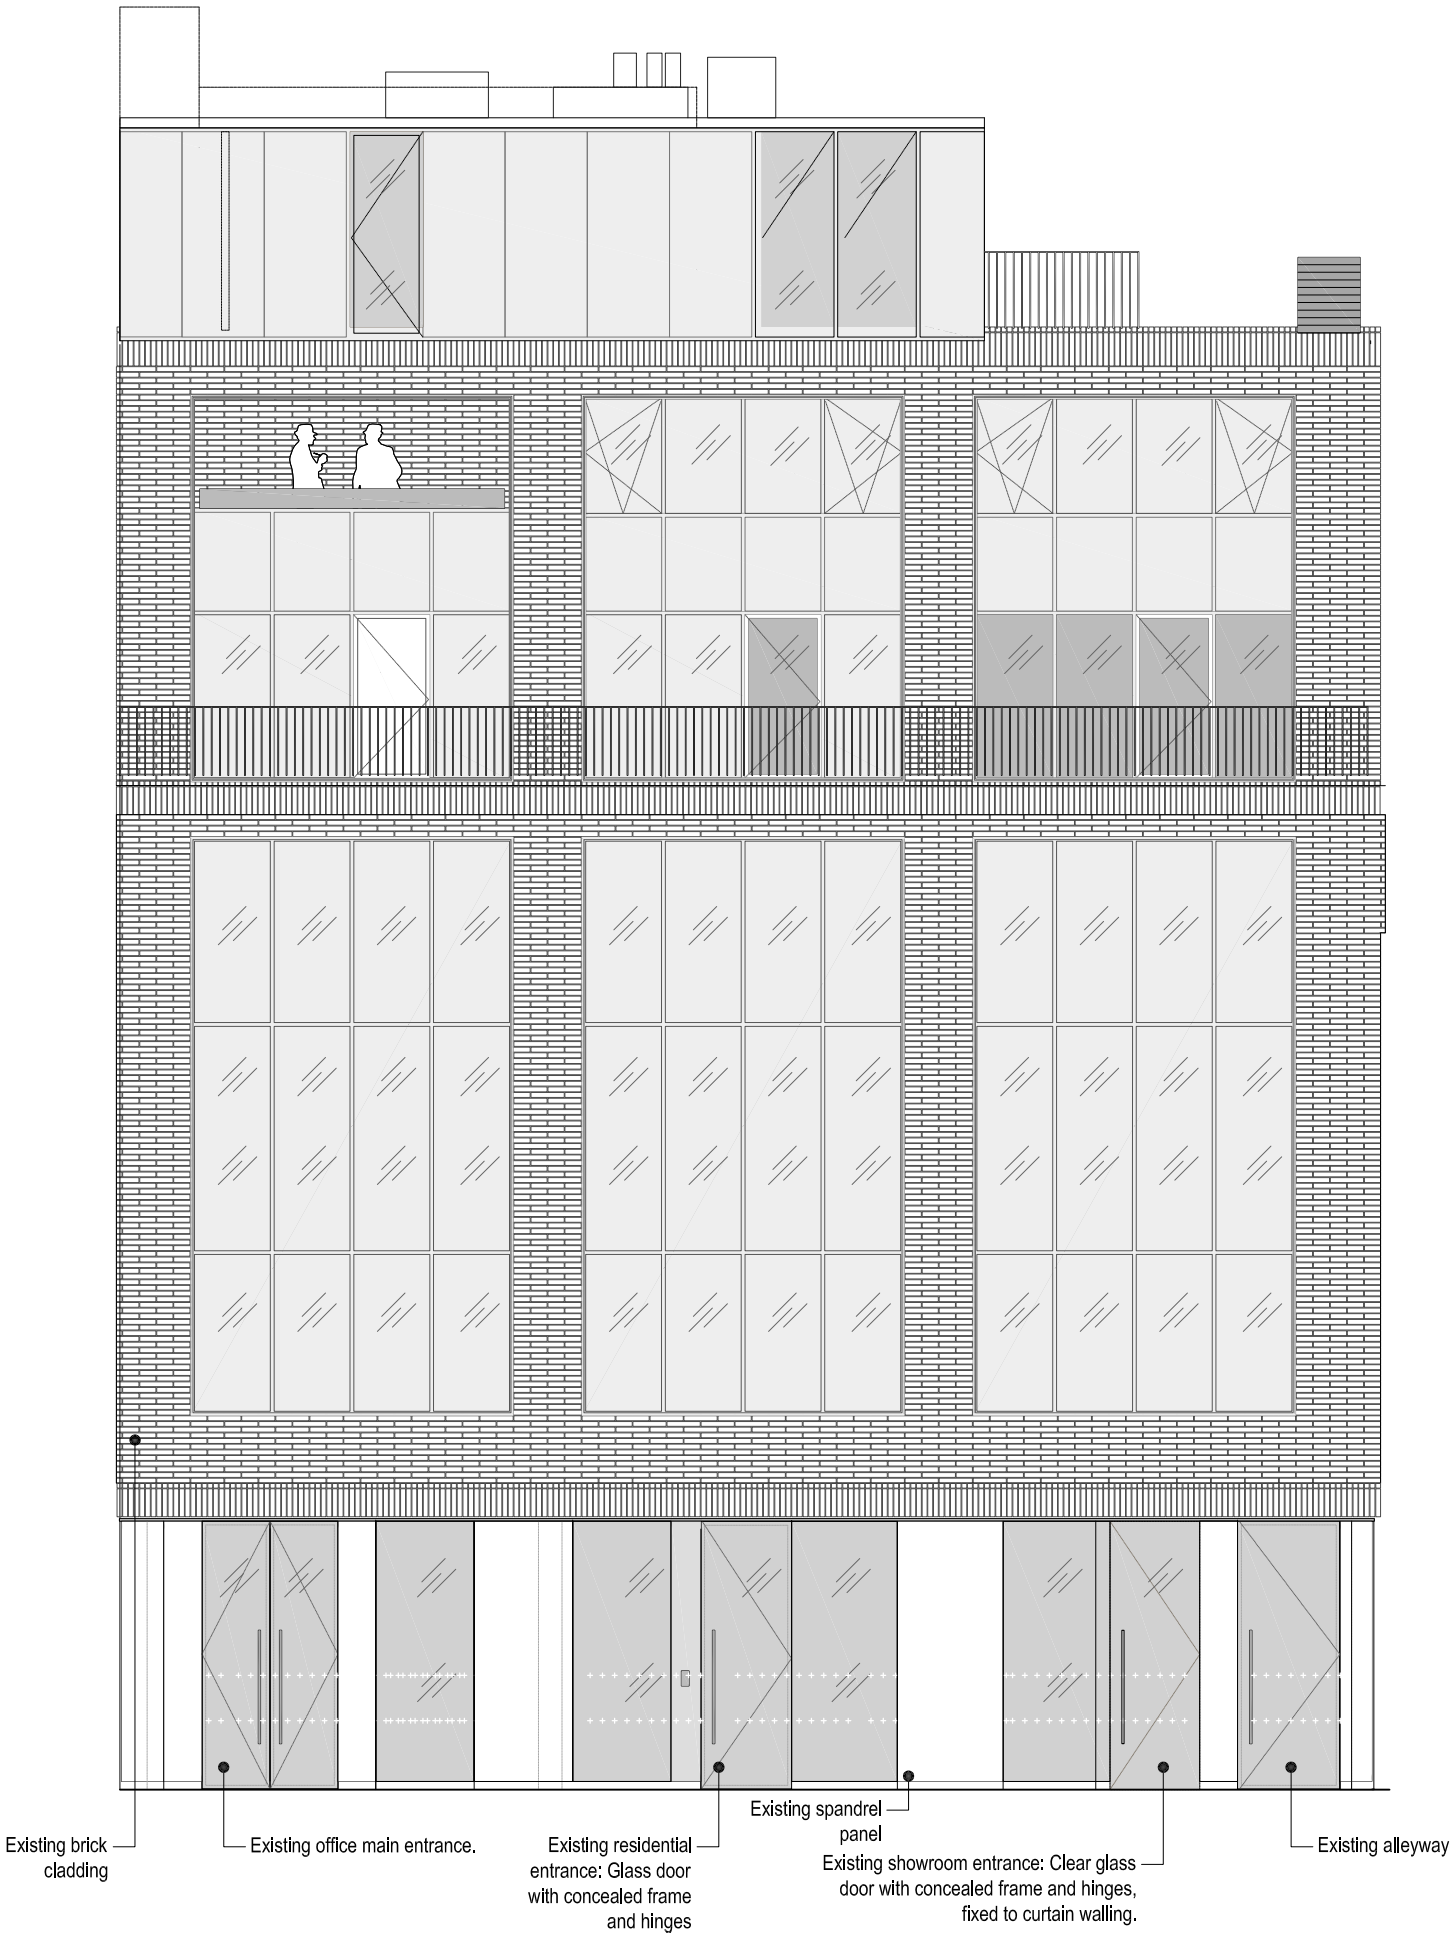 Existing brick
cladding
Existing office main entrance.
Existing residential
entrance: Glass door
with concealed frame
and hinges
Existing spandrel
panel
Existing showroom entrance: Clear glass
door with concealed frame and hinges,
fixed to curtain walling.
Existing alleyway